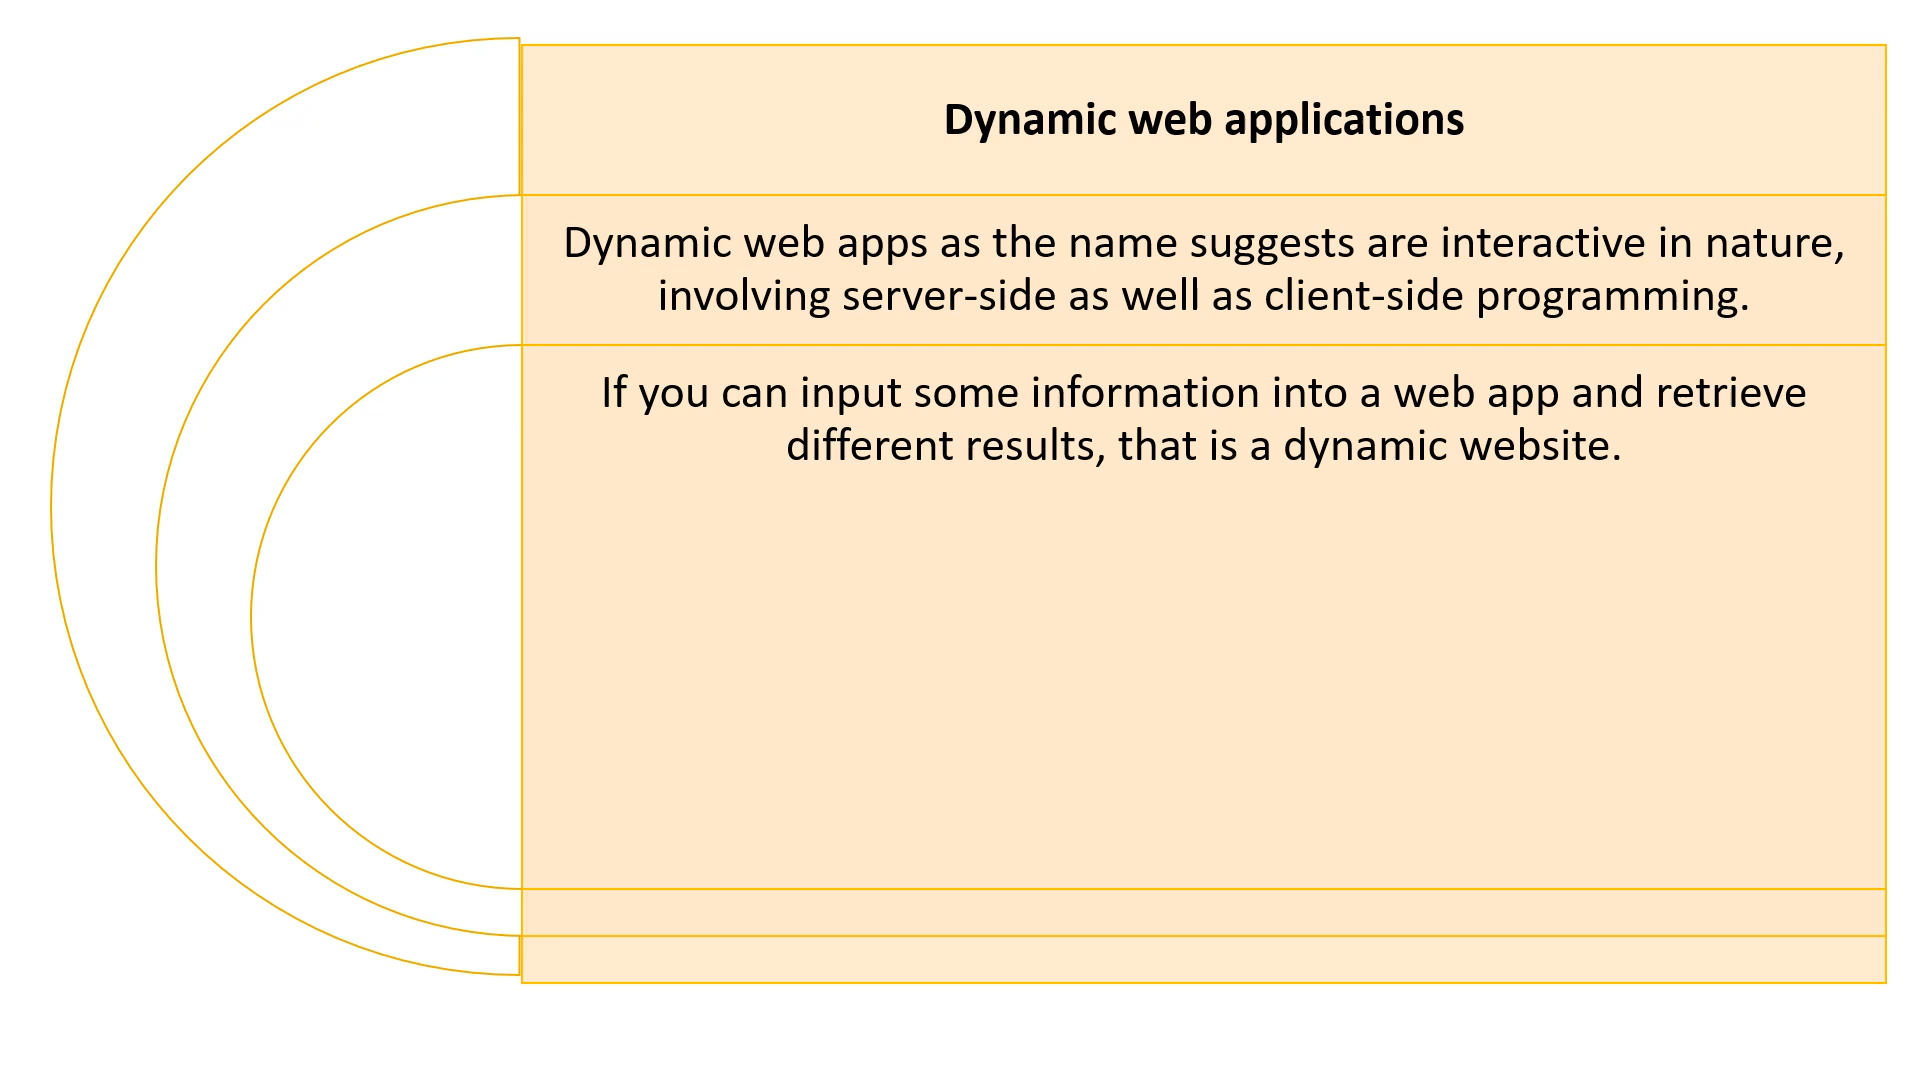 Dynamic web applications
Dynamic web apps as the name suggests are interactive in nature,
involving server-side as well as client-side programming.
If you can input some information into a web app and retrieve
different results, that is a dynamic website.